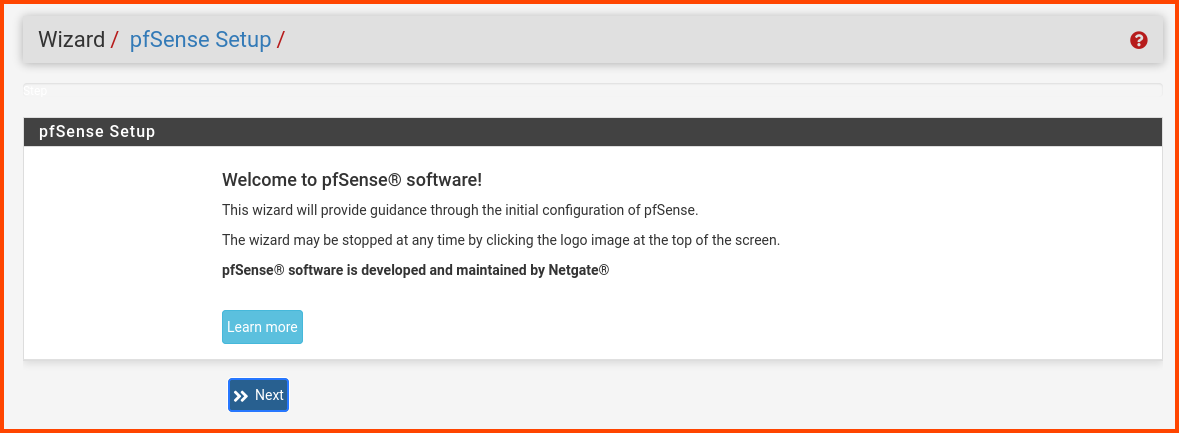 Wizard / pfSense Setup /
Step
pfSense Setup
Welcome to pfSense® software!
This wizard will provide guidance through the initial configuration of pfSense.
The wizard may be stopped at any time by clicking the logo image at the top of the screen.
pfSense® software is developed and maintained by Netgate®
Learn more
Next